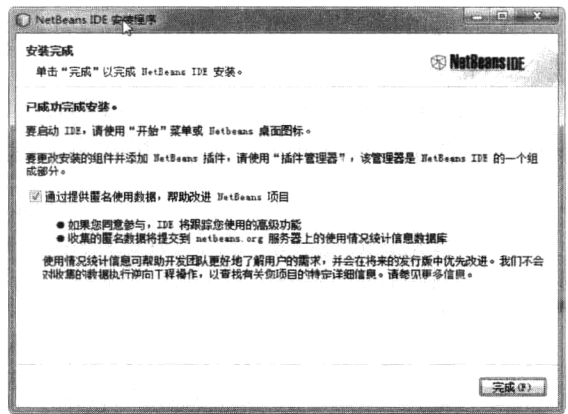 NetBeans IDE 安装程序
安装完成
单击“完成”以完成 NetBeans IDE 安装。
NetBeans IDE
已成功完成安装。
要启动 IDE，请使用“开始”菜单或 Netbeans 桌面图标。
要更改安装的组件并添加 NetBeans 插件，请使用“插件管理器”，该管理器是 NetBeans IDE 的一个组
成部分。
通过提供匿名使用数据，帮助改进 NetBeans 项目
●如果您同意参与，IDE 将跟踪您使用的高级功能
●收集的匿名数据将提交到 netbeans.org 服务器上的使用情况统计信息数据库
使用情况统计信息可帮助开发团队更好地了解用户的需求，并会在将来的发行版中优先改进。我们不会
对收集的数据执行逆向工程操作，以查找有关您项目的特定详细信息。请参见更多信息。
完成(F)